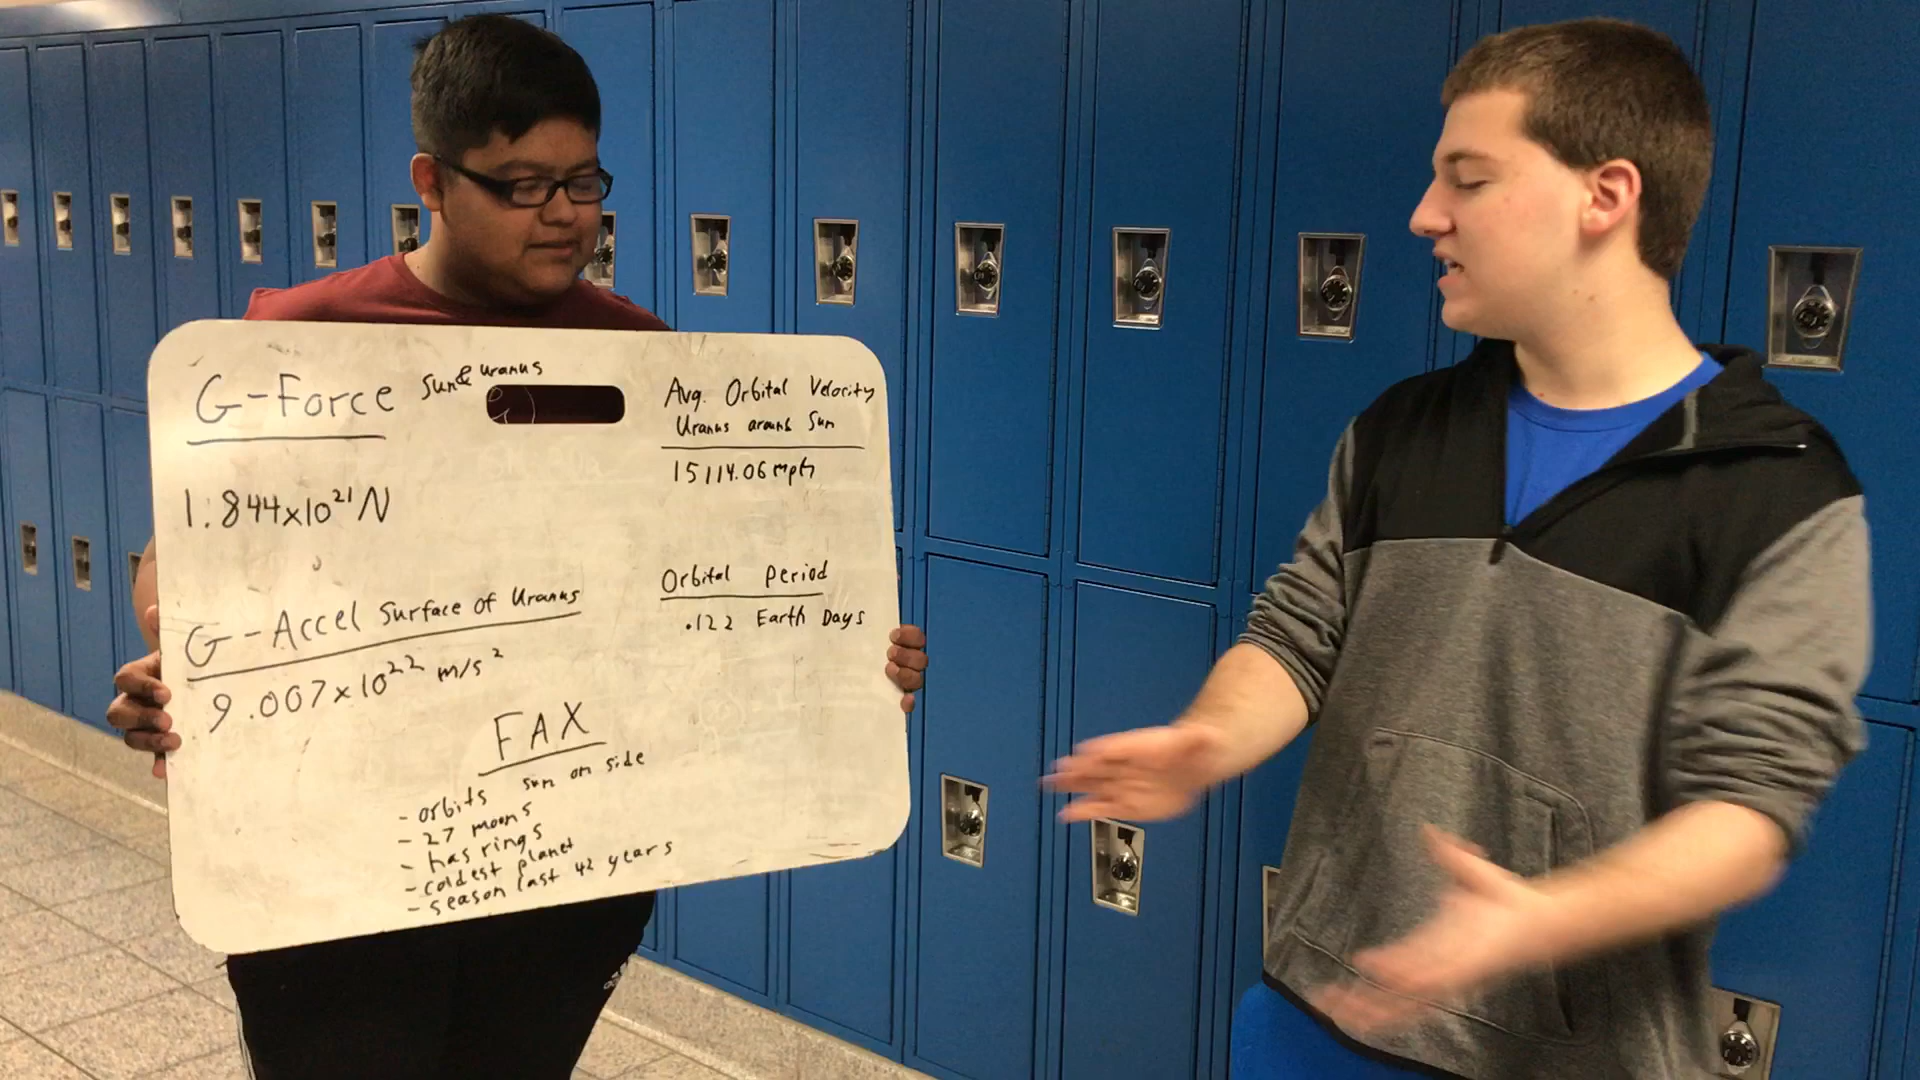 G-Force sun & uranus
1.844x10²¹ N
G-Accel surface of uranus
9.007x10²² m/s²
Avg. Orbital Velocity
Uranus around Sun
15114.06 mph
Orbital Period
.122 Earth Days
FAX
- orbits sun on side
- 27 moons
- has rings
- coldest planet
- season last 42 years